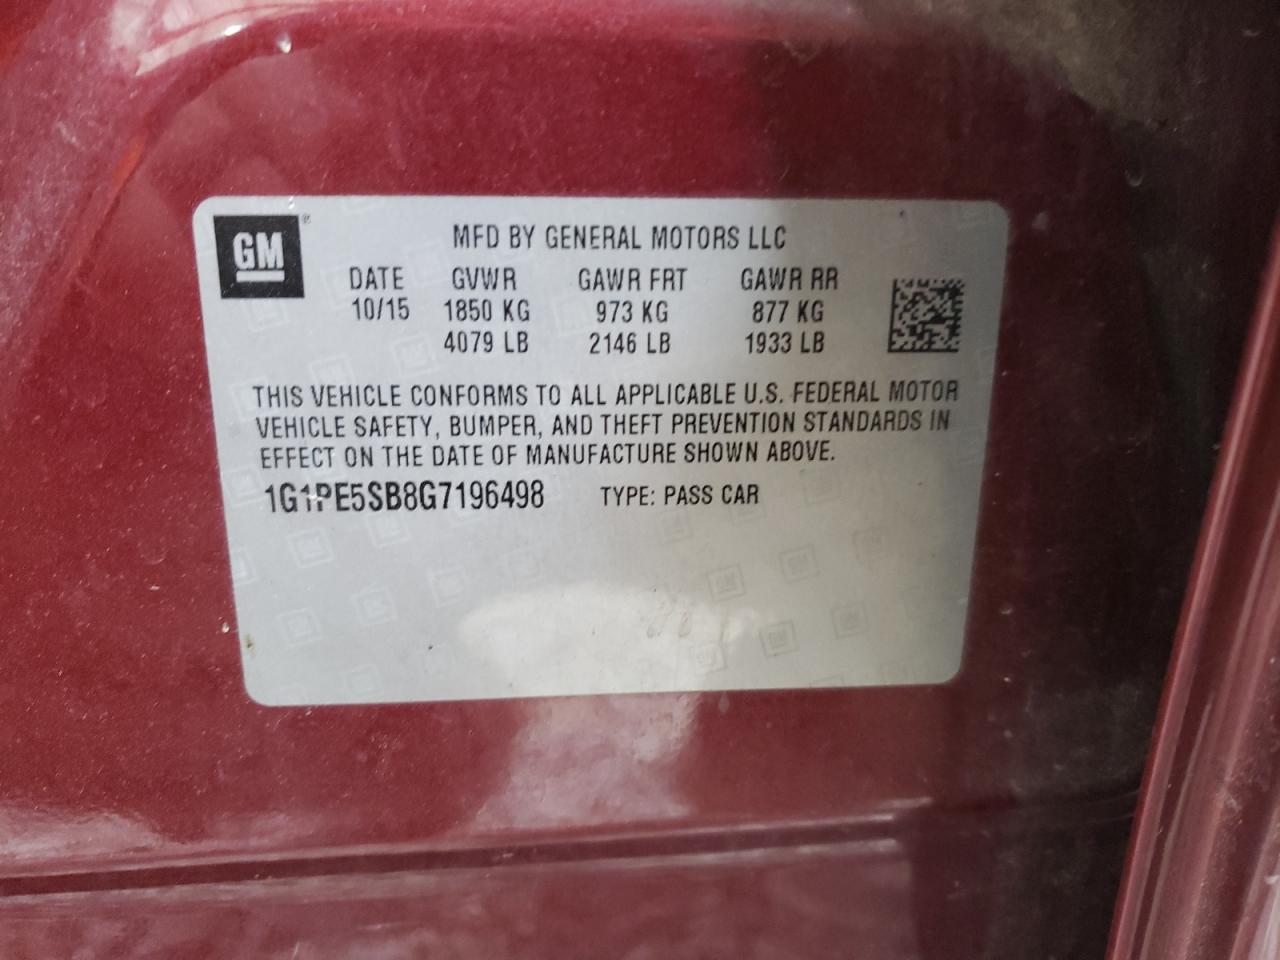 GM
MFD BY GENERAL MOTORS LLC
DATE GVWR GAWR FRT GAWR RR
10/15 1850 KG 973 KG 877 KG
4079 LB 2146 LB 1933 LB
THIS VEHICLE CONFORMS TO ALL APPLICABLE U.S. FEDERAL MOTOR
VEHICLE SAFETY, BUMPER, AND THEFT PREVENTION STANDARDS IN
EFFECT ON THE DATE OF MANUFACTURE SHOWN ABOVE.
1G1PE5SB8G7196498 TYPE: PASS CAR